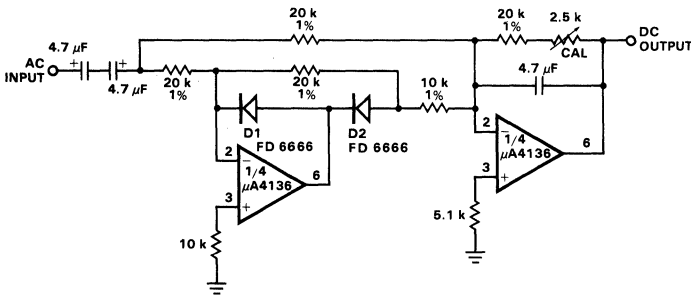 20 k
1%
20 k
1%
2.5 k
CAL
DC
OUTPUT
4.7 µF
AC
INPUT
+
+
4.7 µF
20 k
1%
20 k
1%
10 k
1%
4.7 µF
D1
FD 6666
D2
FD 6666
2
−
1/4
µA4136
6
3
+
10 k
2
−
1/4
µA4136
6
3
+
5.1 k